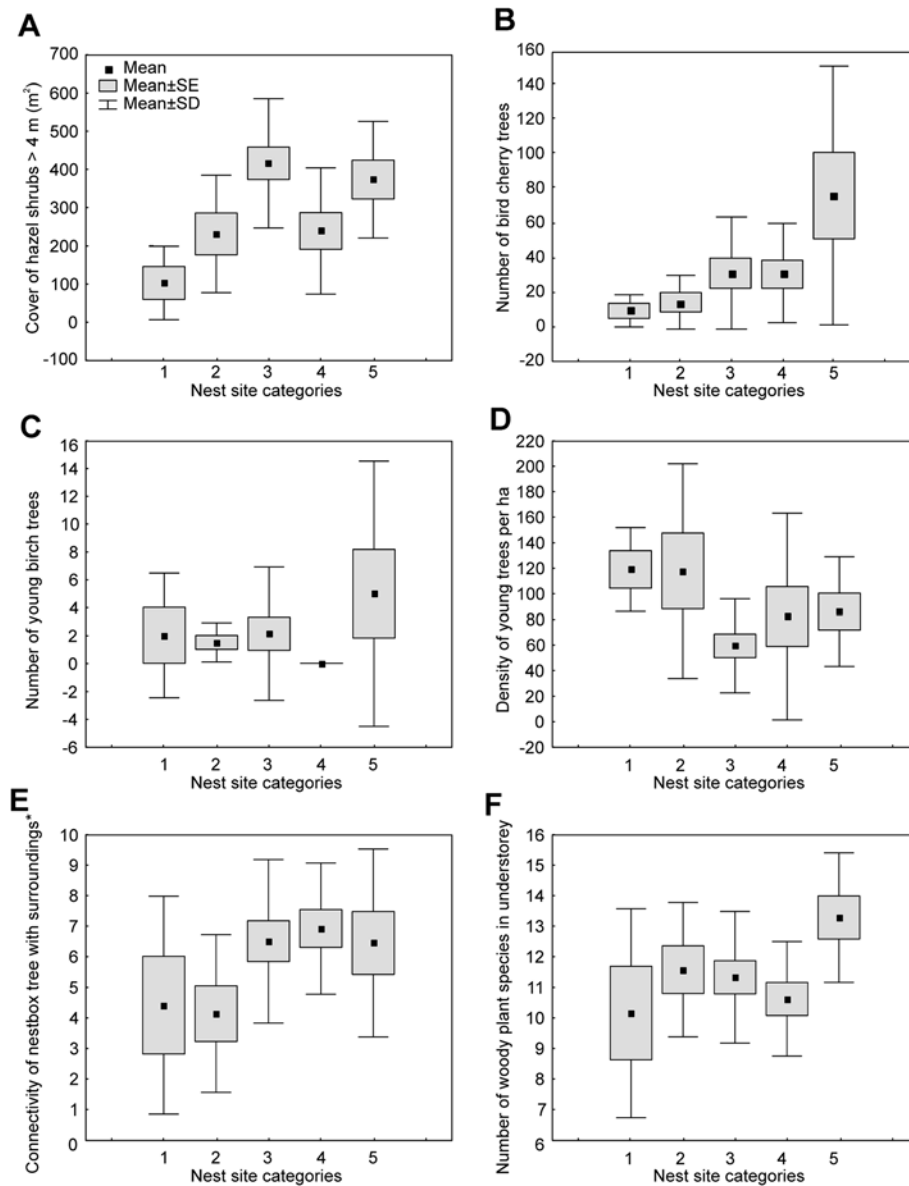 A
Cover of hazel shrubs > 4 m (m²)
700
600
500
400
300
200
100
0
-100
Mean
Mean±SE
Mean±SD
1 2 3 4 5
Nest site categories
B
Number of bird cherry trees
160
140
120
100
80
60
40
20
0
-20
1 2 3 4 5
Nest site categories
C
Number of young birch trees
16
14
12
10
8
6
4
2
0
-2
-4
-6
1 2 3 4 5
Nest site categories
D
Density of young trees per ha
220
200
180
160
140
120
100
80
60
40
20
0
-20
1 2 3 4 5
Nest site categories
E
Connectivity of nestbox tree with surroundings*
10
9
8
7
6
5
4
3
2
1
0
1 2 3 4 5
Nest site categories
F
Number of woody plant species in understorey
16
15
14
13
12
11
10
9
8
7
6
1 2 3 4 5
Nest site categories